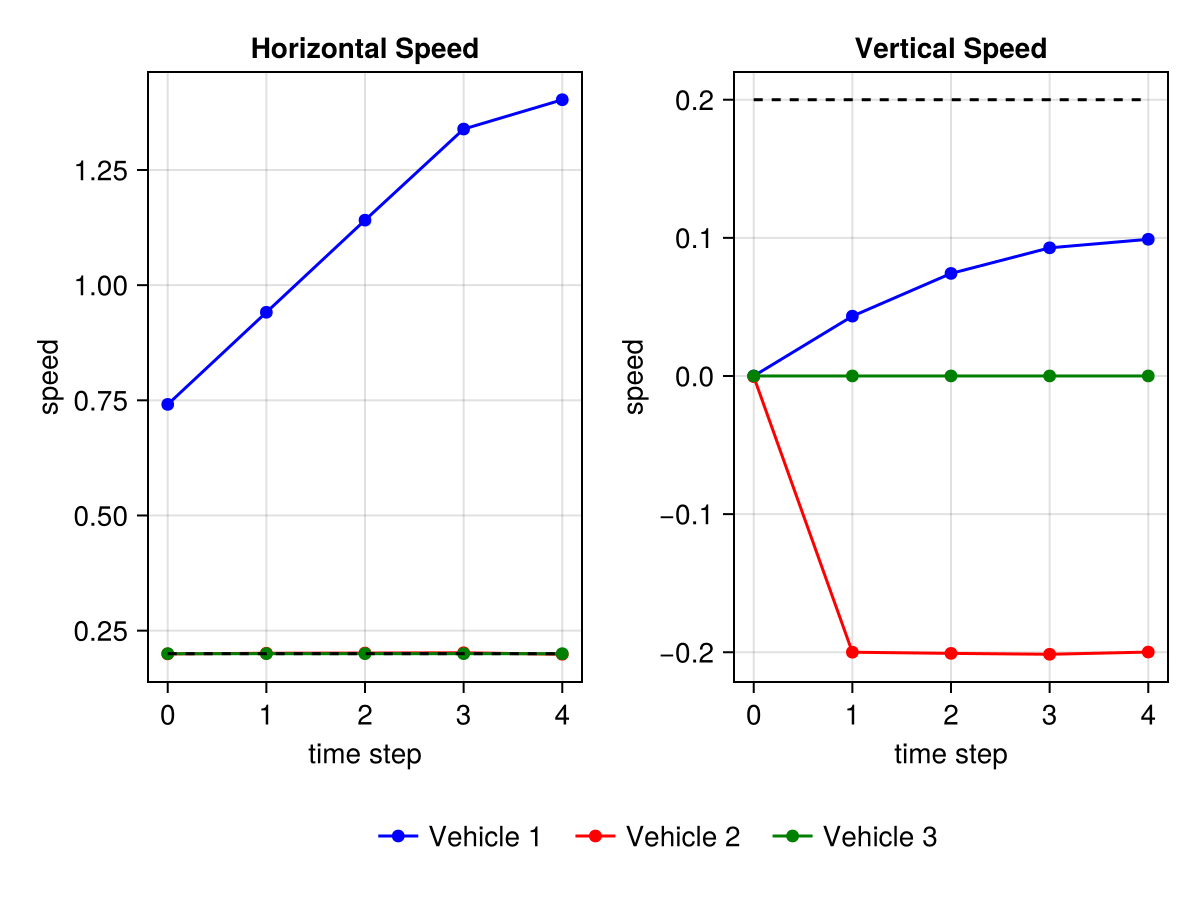 Horizontal Speed
speed
1.25
1.00
0.75
0.50
0.25
0 1 2 3 4
time step
Vertical Speed
speed
0.2
0.1
0.0
−0.1
−0.2
0 1 2 3 4
time step
Vehicle 1 Vehicle 2 Vehicle 3